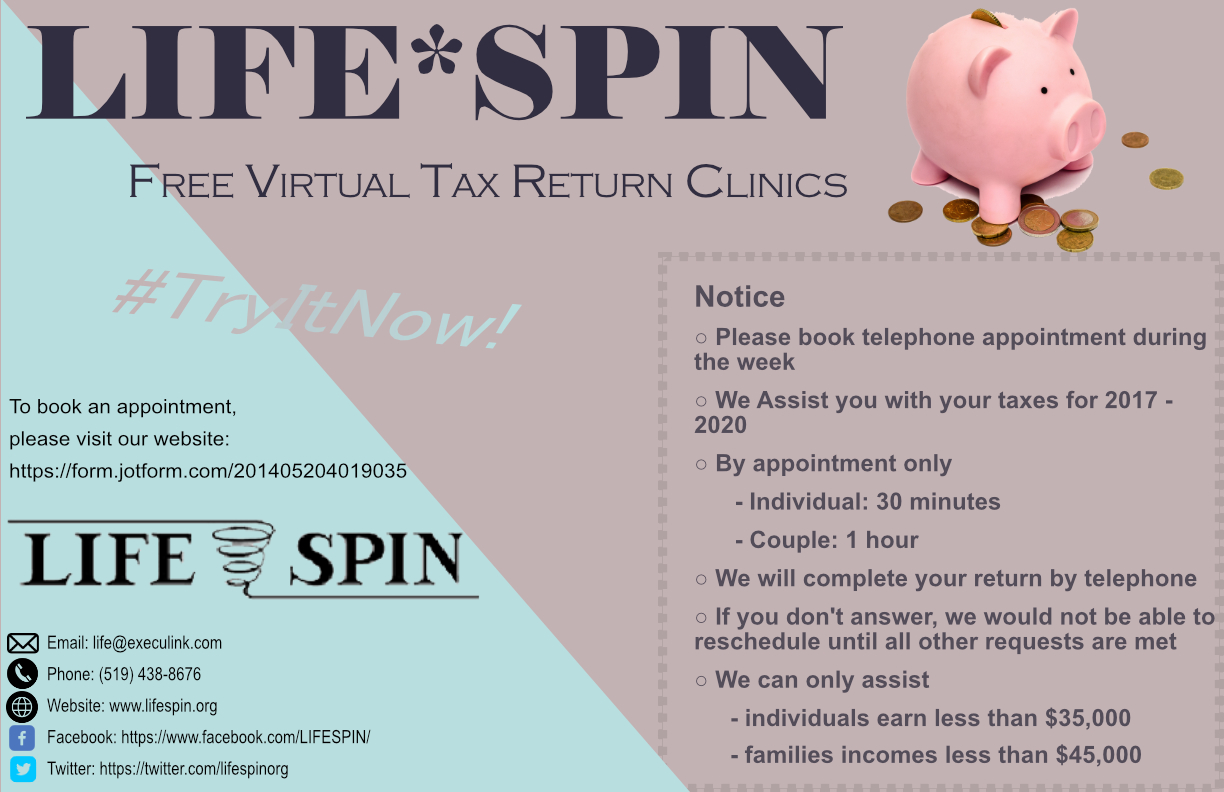 LIFE*SPIN
FREE VIRTUAL TAX RETURN CLINICS
#TryItNow!
To book an appointment,
please visit our website:
https://form.jotform.com/201405204019035
LIFE SPIN
Email: life@execulink.com
Phone: (519) 438-8676
Website: www.lifespin.org
Facebook: https://www.facebook.com/LIFESPIN/
Twitter: https://twitter.com/lifespinorg
Notice
○ Please book telephone appointment during
the week
○ We Assist you with your taxes for 2017 -
2020
○ By appointment only
- Individual: 30 minutes
- Couple: 1 hour
○ We will complete your return by telephone
○ If you don't answer, we would not be able to
reschedule until all other requests are met
○ We can only assist
- individuals earn less than $35,000
- families incomes less than $45,000